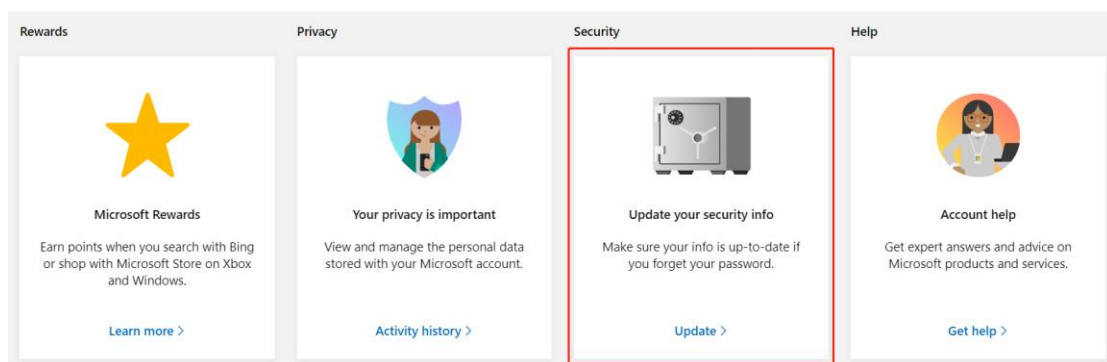 Rewards
Microsoft Rewards
Earn points when you search with Bing
or shop with Microsoft Store on Xbox
and Windows.
Learn more >
Privacy
Your privacy is important
View and manage the personal data
stored with your Microsoft account.
Activity history >
Security
Update your security info
Make sure your info is up-to-date if
you forget your password.
Update >
Help
Account help
Get expert answers and advice on
Microsoft products and services.
Get help >